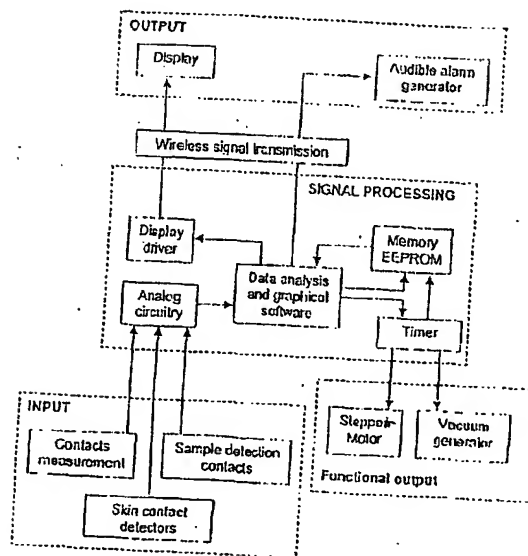 OUTPUT
Display
Audible alarm
generator
Wireless signal transmission
SIGNAL PROCESSING
Display
driver
Memory
EEPROM
Data analysis
and graphical
software
Analog
circuitry
Timer
INPUT
Contacts
measurement
Sample detection
contacts
Skin contact
detectors
Steppair
Motor
Vacuum
generator
Functional output